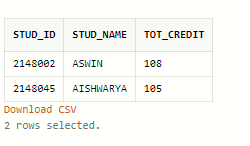 STUD_ID STUD_NAME TOT_CREDIT
2148002 ASWIN 108
2148045 AISHWARYA 105
Download CSV
2 rows selected.